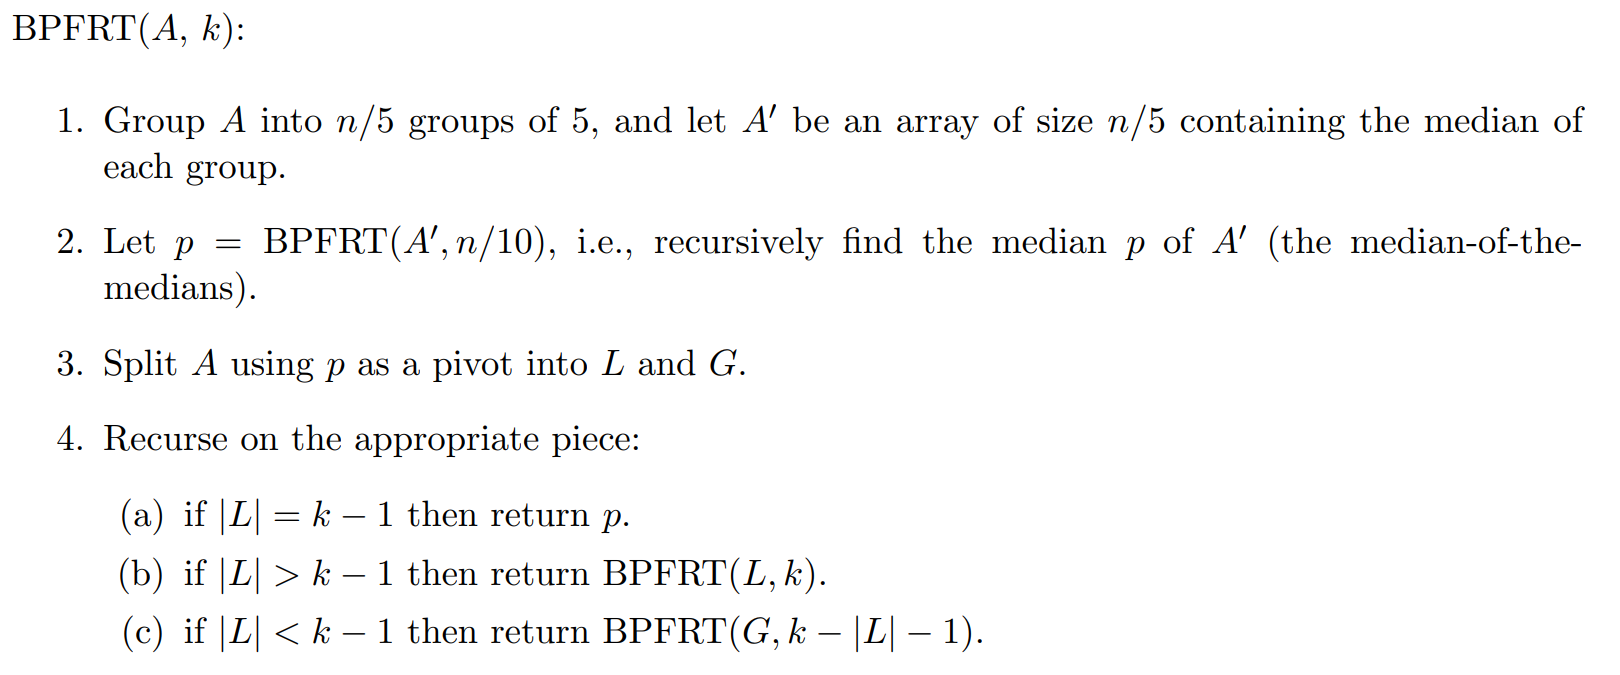 BPFRT(A, k):
1. Group A into n/5 groups of 5, and let A′ be an array of size n/5 containing the median of
each group.
2. Let p = BPFRT(A′, n/10), i.e., recursively find the median p of A′ (the median-of-the-
medians).
3. Split A using p as a pivot into L and G.
4. Recurse on the appropriate piece:
(a) if |L| = k − 1 then return p.
(b) if |L| > k − 1 then return BPFRT(L, k).
(c) if |L| < k − 1 then return BPFRT(G, k − |L| − 1).